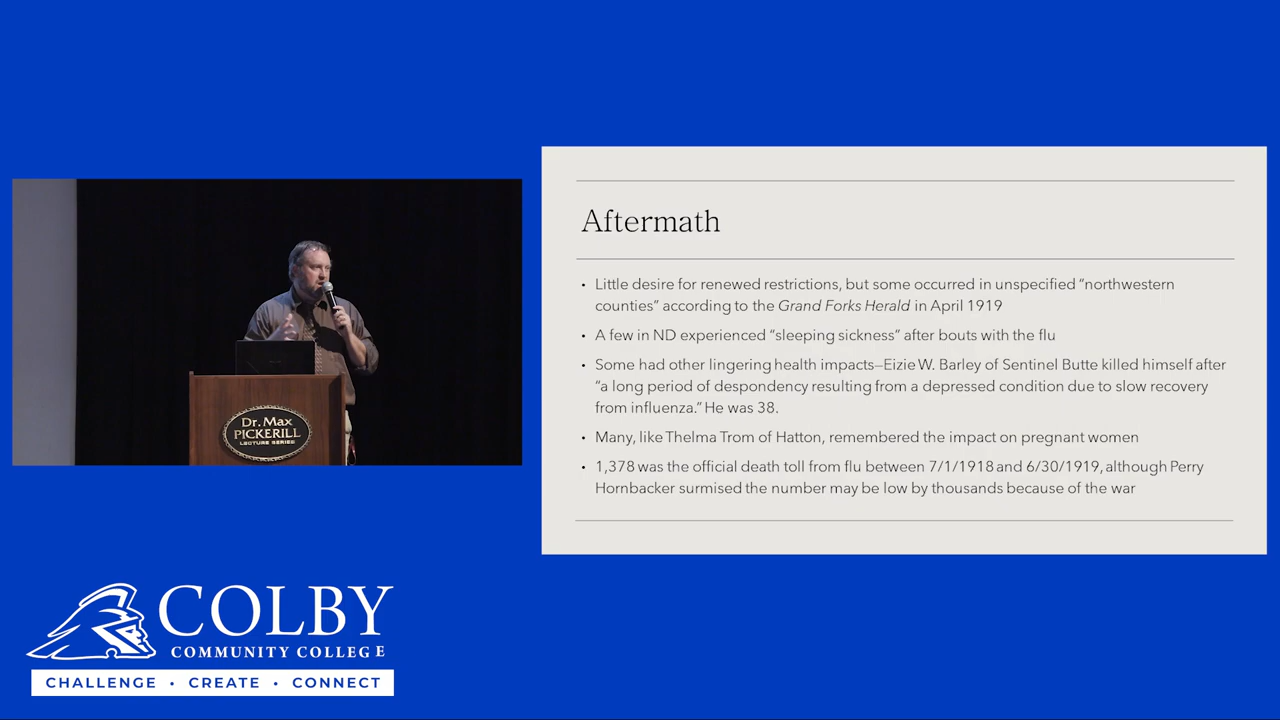 Aftermath
• Little desire for renewed restrictions, but some occurred in unspecified “northwestern
counties” according to the Grand Forks Herald in April 1919
• A few in ND experienced “sleeping sickness” after bouts with the flu
• Some had other lingering health impacts—Eizie W. Barley of Sentinel Butte killed himself after
“a long period of despondency resulting from a depressed condition due to slow recovery
from influenza.” He was 38.
• Many, like Thelma Trom of Hatton, remembered the impact on pregnant women
• 1,378 was the official death toll from flu between 7/1/1918 and 6/30/1919, although Perry
Hornbacker surmised the number may be low by thousands because of the war
Dr. Max
PICKERILL
LECTURE SERIES
COLBY
COMMUNITY COLLEGE
CHALLENGE • CREATE • CONNECT